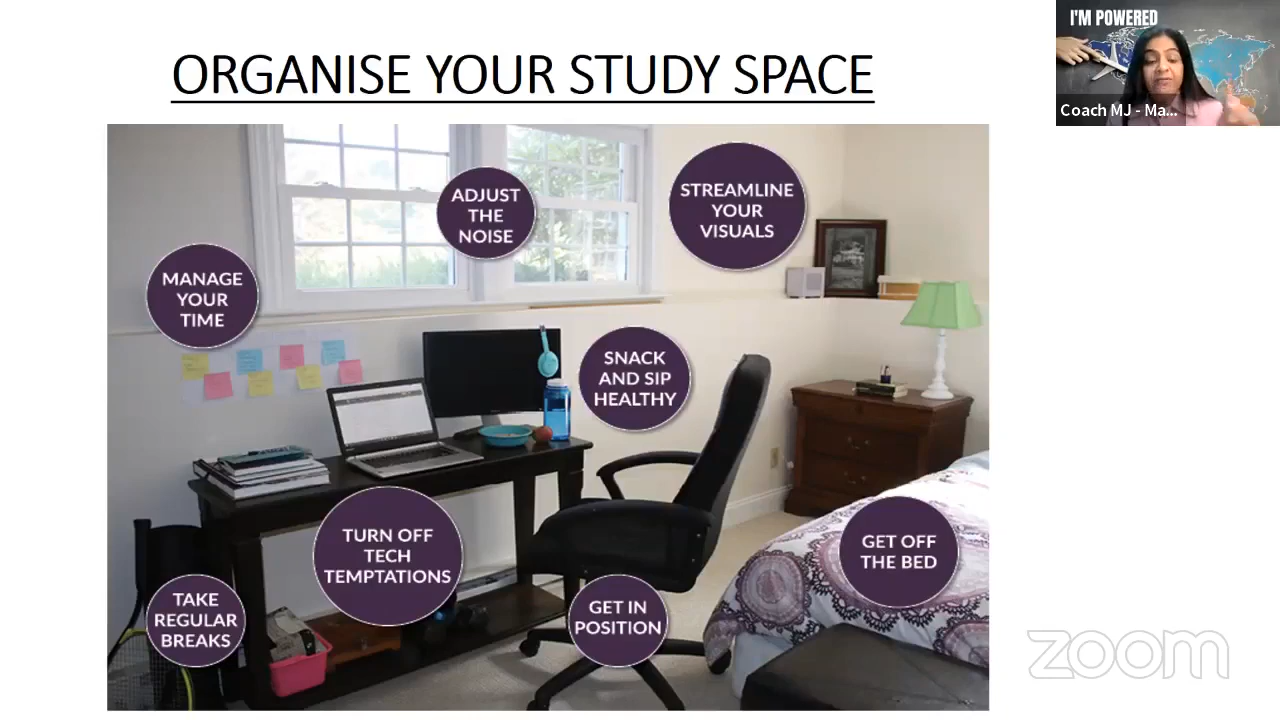 ORGANISE YOUR STUDY SPACE
I'M POWERED
Coach MJ - Ma...
ADJUST
THE
NOISE
STREAMLINE
YOUR
VISUALS
MANAGE
YOUR
TIME
SNACK
AND SIP
HEALTHY
TURN OFF
TECH
TEMPTATIONS
GET OFF
THE BED
TAKE
REGULAR
BREAKS
GET IN
POSITION
zoom